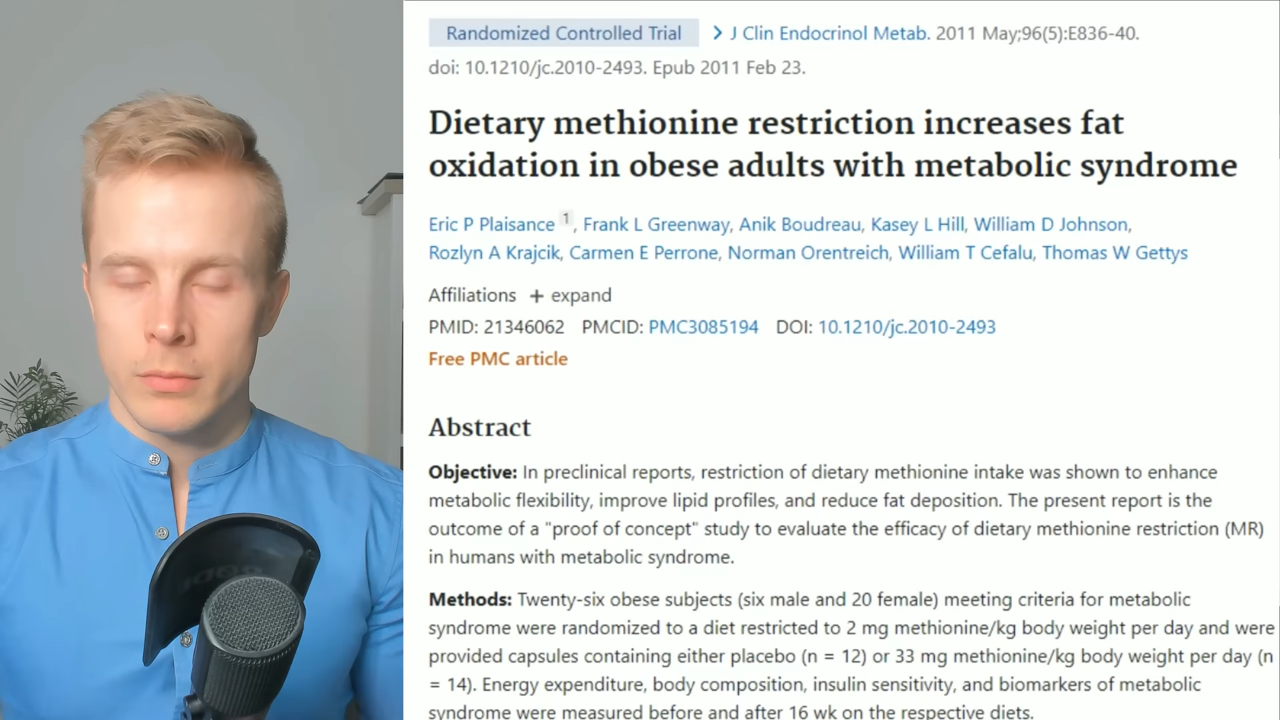 Randomized Controlled Trial
> J Clin Endocrinol Metab. 2011 May;96(5):E836-40.
doi: 10.1210/jc.2010-2493. Epub 2011 Feb 23.
Dietary methionine restriction increases fat
oxidation in obese adults with metabolic syndrome
Eric P Plaisance 1, Frank L Greenway, Anik Boudreau, Kasey L Hill, William D Johnson,
Rozlyn A Krajcik, Carmen E Perrone, Norman Orentreich, William T Cefalu, Thomas W Gettys
Affiliations + expand
PMID: 21346062 PMCID: PMC3085194 DOI: 10.1210/jc.2010-2493
Free PMC article
Abstract
Objective: In preclinical reports, restriction of dietary methionine intake was shown to enhance
metabolic flexibility, improve lipid profiles, and reduce fat deposition. The present report is the
outcome of a "proof of concept" study to evaluate the efficacy of dietary methionine restriction (MR)
in humans with metabolic syndrome.
Methods: Twenty-six obese subjects (six male and 20 female) meeting criteria for metabolic
syndrome were randomized to a diet restricted to 2 mg methionine/kg body weight per day and were
provided capsules containing either placebo (n = 12) or 33 mg methionine/kg body weight per day (n
= 14). Energy expenditure, body composition, insulin sensitivity, and biomarkers of metabolic
syndrome were measured before and after 16 wk on the respective diets.